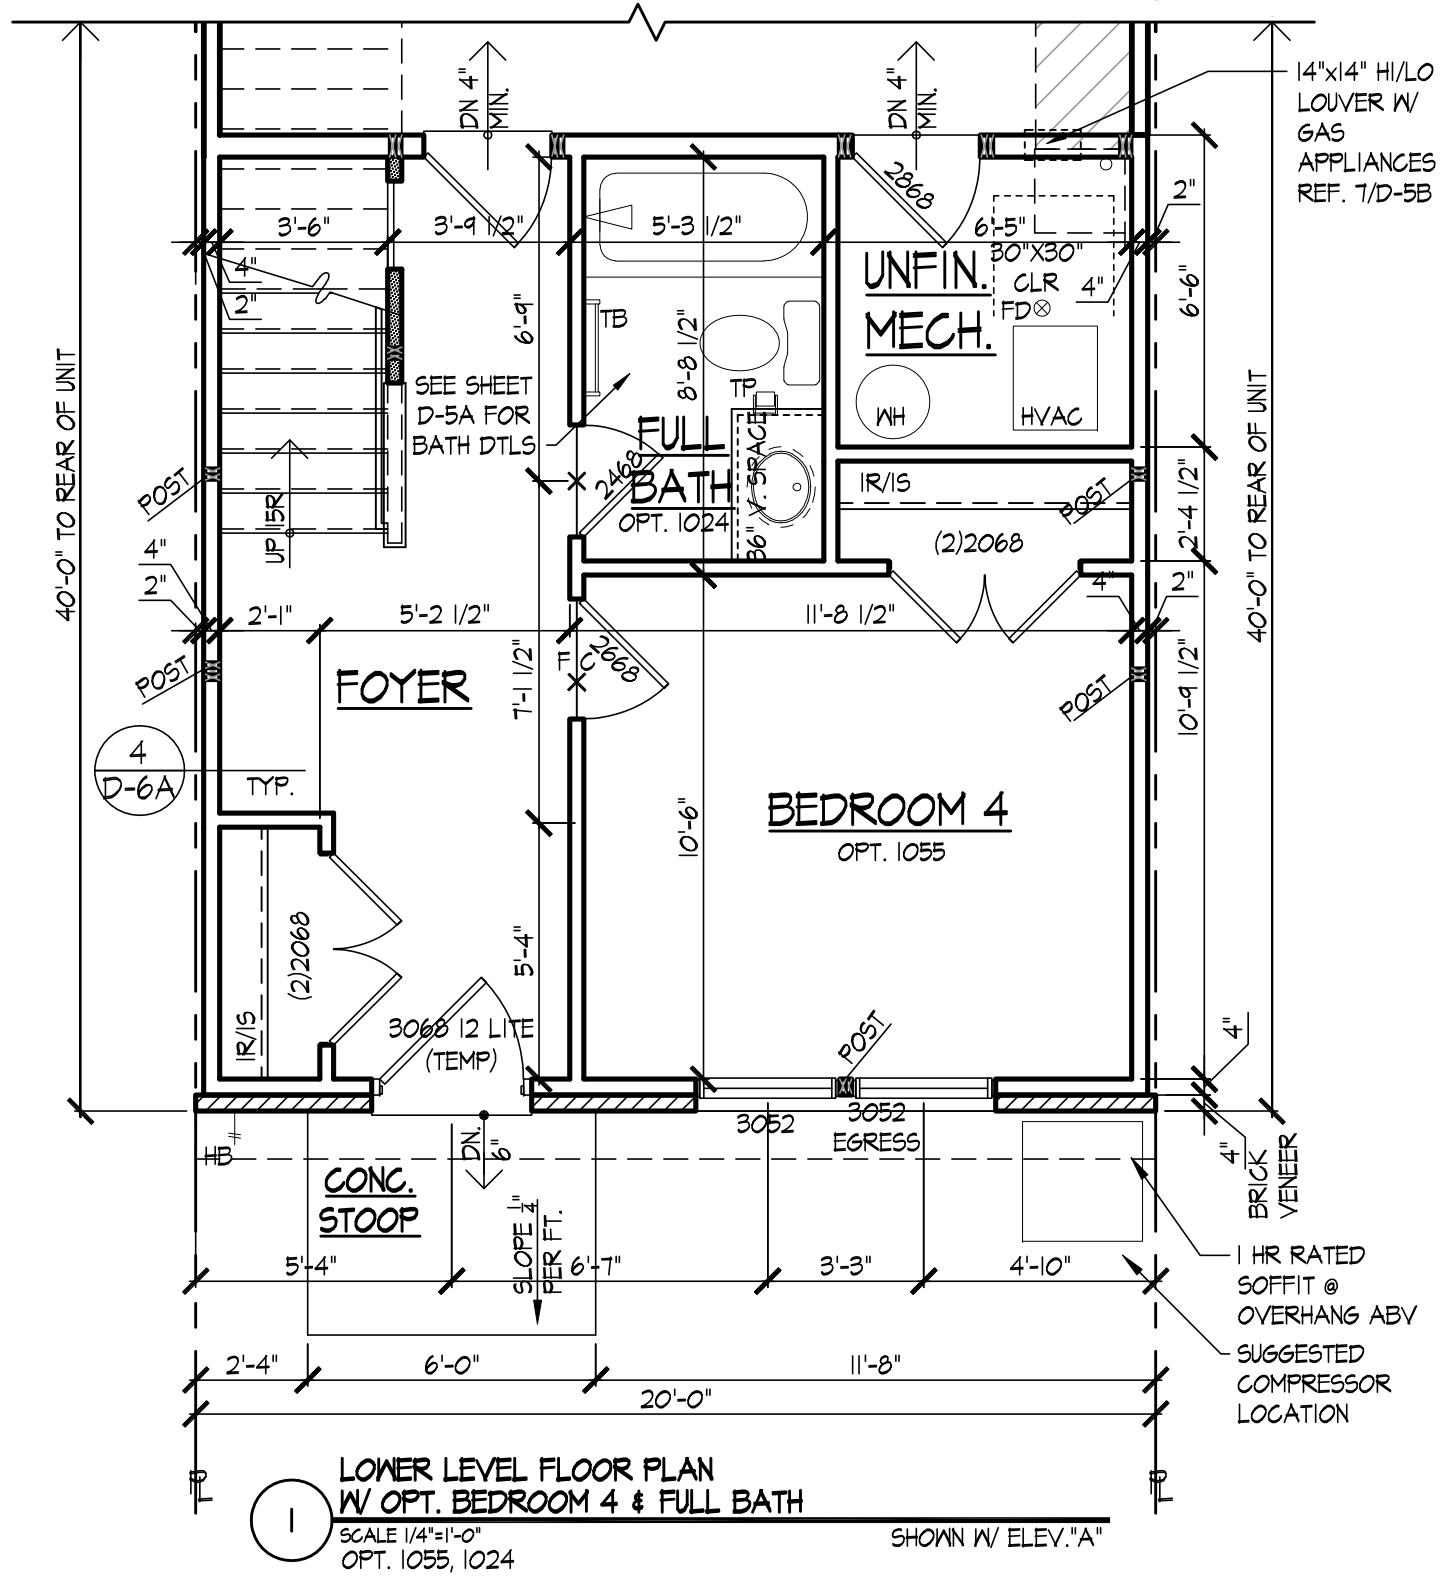 DN 4"
MIN.
DN 4"
MIN.
14"x14" HI/LO
LOUVER W/
GAS
APPLIANCES
REF. 7/D-5B
2868
2"
3'-6"
3'-9 1/2"
5'-3 1/2"
6'-5"
4"
2"
30"X30"
CLR
FD
4"
6'-6"
UNFIN.
MECH.
6'-9"
TB
8'-8 1/2"
40'-0" TO REAR OF UNIT
40'-0" TO REAR OF UNIT
SEE SHEET
D-5A FOR
BATH DTLS
TP
WH
HVAC
FULL
BATH
OPT. 1024
2468
36" V. SPACE
IR/IS
POST
POST
UP 15R
(2)2068
2'-4 1/2"
4"
2"
4"
2"
2'-1"
5'-2 1/2"
11'-8 1/2"
POST
FOYER
7'-1 1/2"
F C
2668
POST
10'-9 1/2"
4
D-6A
TYP.
10'-6"
BEDROOM 4
OPT. 1055
(2)2068
5'-4"
IR/IS
3068 12 LITE
(TEMP)
POST
4"
3052
3052
EGRESS
HB
DN.
6"
4"
BRICK
VENEER
CONC.
STOOP
SLOPE 1/4"
PER FT.
1 HR RATED
SOFFIT @
OVERHANG ABV
5'-4"
6'-7"
3'-3"
4'-10"
SUGGESTED
COMPRESSOR
LOCATION
2'-4"
6'-0"
11'-8"
20'-0"
1
LOWER LEVEL FLOOR PLAN
W/ OPT. BEDROOM 4 & FULL BATH
SCALE 1/4"=1'-0"
SHOWN W/ ELEV."A"
OPT. 1055, 1024